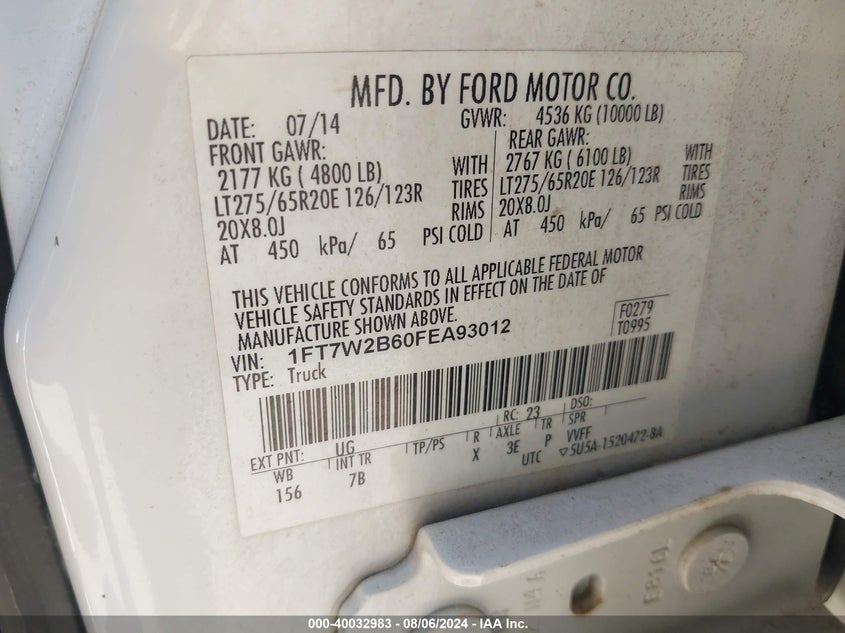 MFD. BY FORD MOTOR CO.
DATE: 07/14 GVWR: 4536 KG (10000 LB)
FRONT GAWR: REAR GAWR:
2177 KG ( 4800 LB) WITH 2767 KG ( 6100 LB) WITH
LT275/65R20E 126/123R TIRES LT275/65R20E 126/123R TIRES
20X8.0J RIMS 20X8.0J RIMS
AT 450 kPa/ 65 PSI COLD AT 450 kPa/ 65 PSI COLD
THIS VEHICLE CONFORMS TO ALL APPLICABLE FEDERAL MOTOR
VEHICLE SAFETY STANDARDS IN EFFECT ON THE DATE OF
MANUFACTURE SHOWN ABOVE.
F0279
VIN: 1FT7W2B60FEA93012 T0995
TYPE: Truck
RC: 23 DSO:
EXT PNT: UG TP/PS R AXLE TR SPR
WB INT TR X 3E P VVFF
156 7B UTC ▽5U5A-1520472-BA
E8161
000-40032983 - 08/06/2024 - IAAI Inc.